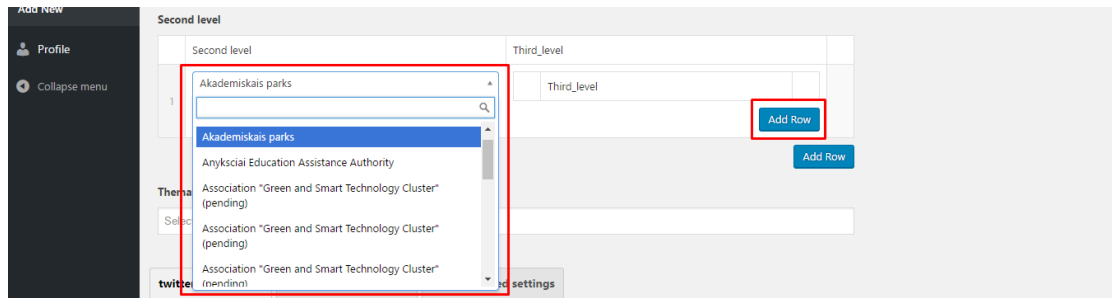 Add New
Second level
Profile
Second level
Third_level
Collapse menu
Akademiskais parks
Third_level
1
Add Row
Akademiskais parks
Add Row
Anyksciai Education Assistance Authority
Thema
Association "Green and Smart Technology Cluster"
(pending)
Selec
Association "Green and Smart Technology Cluster"
(pending)
Association "Green and Smart Technology Cluster"
(pending)
twitte
ed settings